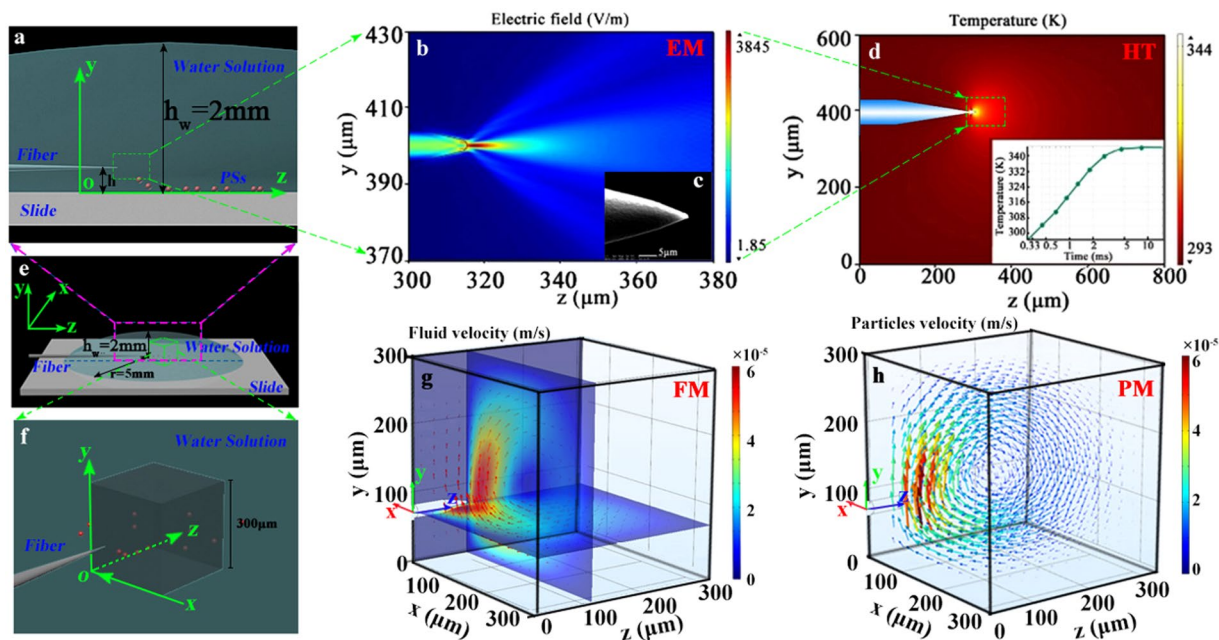 a
y
Water Solution
h_w=2mm
Fiber
o
h
PSs
z
Slide
Electric field (V/m)
430
b
EM
3845
y (μm)
410
390
370
c
5μm
1.85
300
320
340
360
380
z (μm)
Temperature (K)
600
d
HT
344
y (μm)
400
200
0
Temperature (K)
340
332
324
316
308
300
0.33
0.5
1
2
5
10
Time (ms)
293
0
200
400
600
800
z (μm)
e
y
x
z
h_w=2mm
Water Solution
Fiber
r=5mm
Slide
f
Water Solution
y
z
300μm
Fiber
o
x
Fluid velocity (m/s)
300
g
FM
×10⁻⁵
6
4
2
0
y (μm)
200
100
0
y
z
x
100
200
300
x (μm)
0
100
200
300
z (μm)
Particles velocity (m/s)
300
h
PM
×10⁻⁵
6
4
2
0
y (μm)
200
100
0
y
z
x
100
200
300
x (μm)
0
100
200
300
z (μm)